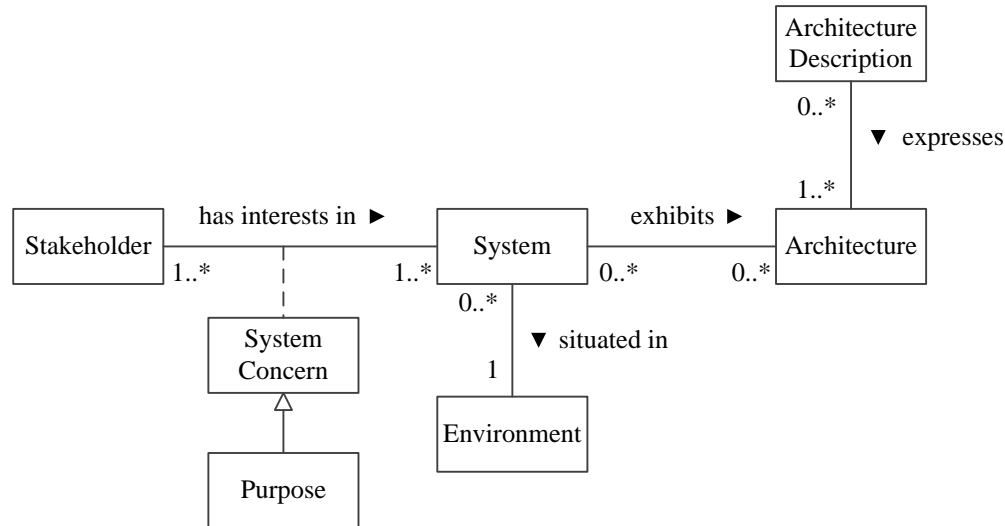 Architecture
Description
0..*
▼ expresses
1..*
has interests in ►
exhibits ►
Stakeholder
System
Architecture
1..*
1..*
0..*
0..*
0..*
System
Concern
▼ situated in
1
Environment
Purpose